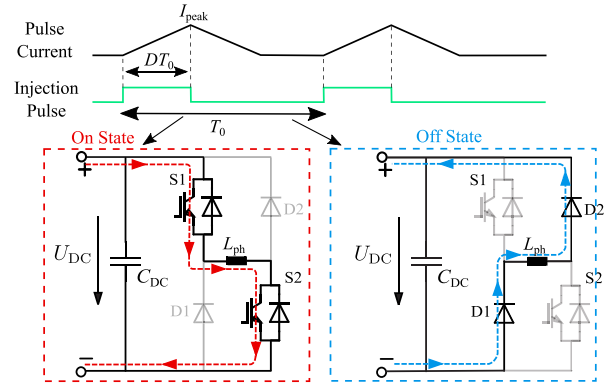 Pulse Current
I_peak
DT_0
Injection Pulse
T_0
On State
Off State
+
S1
D2
U_DC
C_DC
L_ph
S2
D1
−
+
S1
D2
U_DC
C_DC
L_ph
S2
D1
−